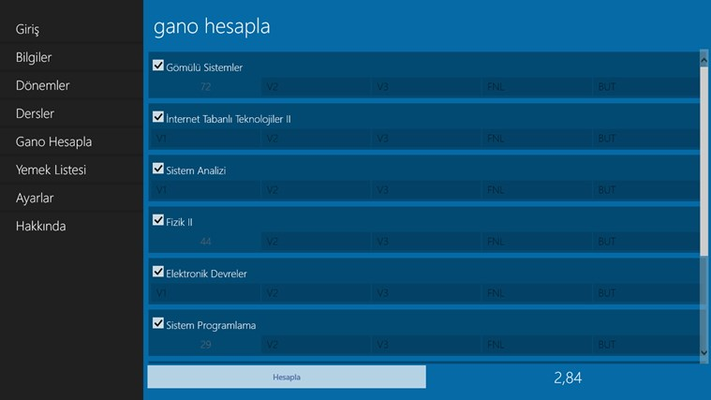 Giriş
Bilgiler
Dönemler
Dersler
Gano Hesapla
Yemek Listesi
Ayarlar
Hakkında
gano hesapla
Gömülü Sistemler
72 V2 V3 FNL BUT
İnternet Tabanlı Teknolojiler II
V1 V2 V3 FNL BUT
Sistem Analizi
V1 V2 V3 FNL BUT
Fizik II
44 V2 V3 FNL BUT
Elektronik Devreler
V1 V2 V3 FNL BUT
Sistem Programlama
29 V2 V3 FNL BUT
Hesapla 2,84